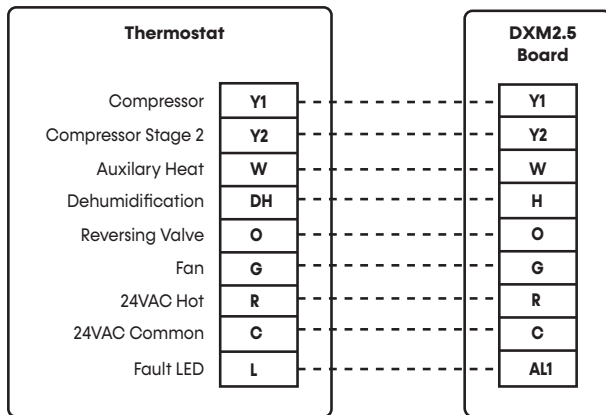 Thermostat
DXM2.5
Board
Compressor Y1 Y1
Compressor Stage 2 Y2 Y2
Auxilary Heat W W
Dehumidification DH H
Reversing Valve O O
Fan G G
24VAC Hot R R
24VAC Common C C
Fault LED L AL1